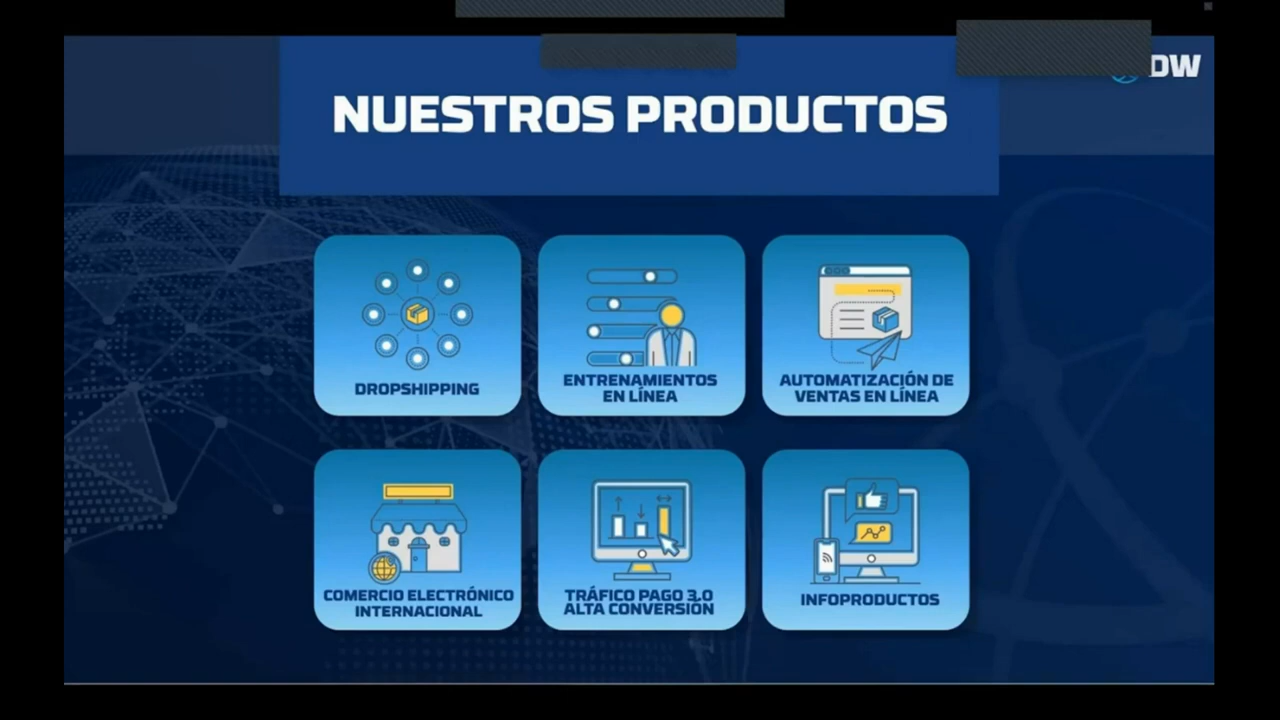 DW
NUESTROS PRODUCTOS
DROPSHIPPING
ENTRENAMIENTOS
EN LÍNEA
AUTOMATIZACIÓN DE
VENTAS EN LÍNEA
COMERCIO ELECTRÓNICO
INTERNACIONAL
TRÁFICO PAGO 3.0
ALTA CONVERSIÓN
INFOPRODUCTOS